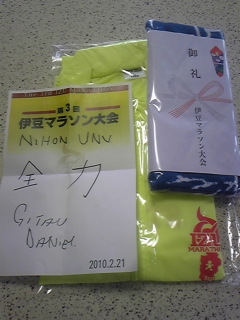 第3回
伊豆マラソン大会
NIHON UNV
全力
GITAU
DANIEL
2010.2.21
御礼
伊豆マラソン大会
IZU
MARATHON